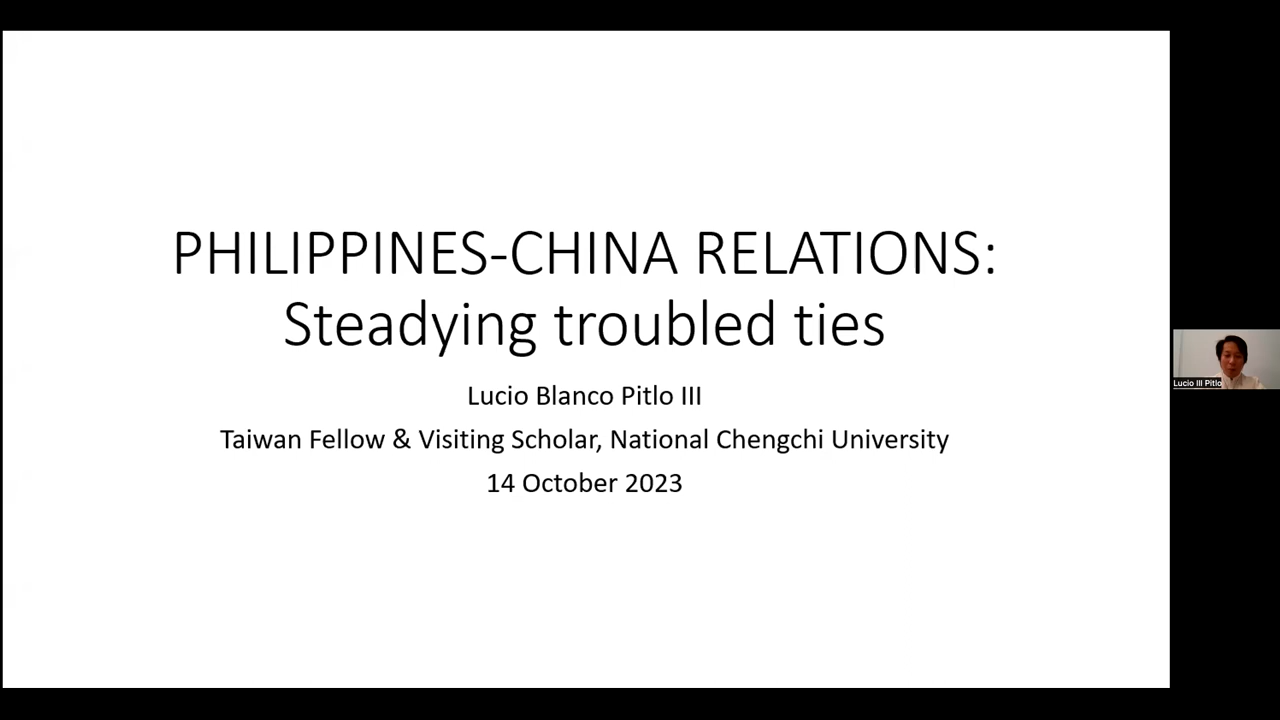 PHILIPPINES-CHINA RELATIONS:
Steadying troubled ties
Lucio Blanco Pitlo III
Taiwan Fellow & Visiting Scholar, National Chengchi University
14 October 2023
Lucio III Pitlo